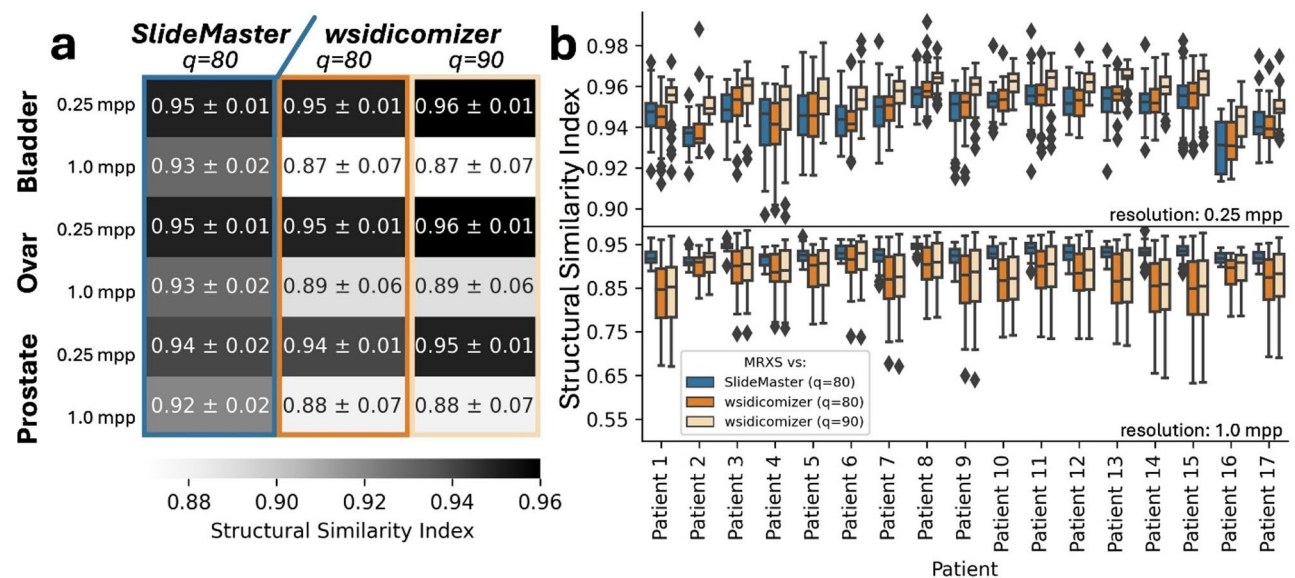 a
SlideMaster / wsidicomizer
q=80 q=80 q=90
Bladder
0.25 mpp 0.95 ± 0.01 0.95 ± 0.01 0.96 ± 0.01
1.0 mpp 0.93 ± 0.02 0.87 ± 0.07 0.87 ± 0.07
Ovar
0.25 mpp 0.95 ± 0.01 0.95 ± 0.01 0.96 ± 0.01
1.0 mpp 0.93 ± 0.02 0.89 ± 0.06 0.89 ± 0.06
Prostate
0.25 mpp 0.94 ± 0.02 0.94 ± 0.01 0.95 ± 0.01
1.0 mpp 0.92 ± 0.02 0.88 ± 0.07 0.88 ± 0.07
0.88 0.90 0.92 0.94 0.96
Structural Similarity Index
b
Structural Similarity Index
0.98
0.96
0.94
0.92
0.90
resolution: 0.25 mpp
Structural Similarity Index
0.95
0.85
0.75
0.65
0.55
MRXS vs:
SlideMaster (q=80)
wsidicomizer (q=80)
wsidicomizer (q=90)
resolution: 1.0 mpp
Patient 1
Patient 2
Patient 3
Patient 4
Patient 5
Patient 6
Patient 7
Patient 8
Patient 9
Patient 10
Patient 11
Patient 12
Patient 13
Patient 14
Patient 15
Patient 16
Patient 17
Patient